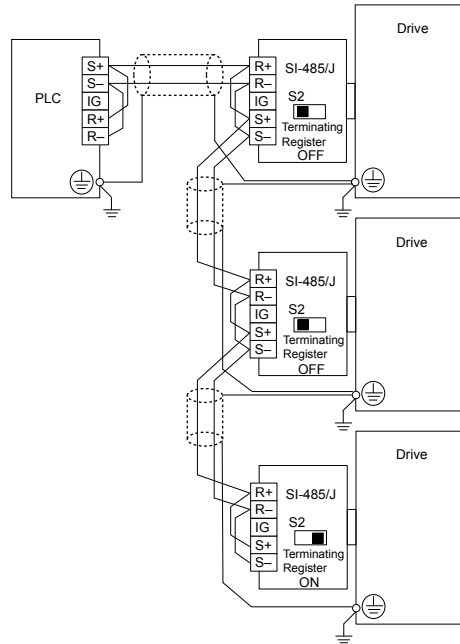 PLC
S+
S–
IG
R+
R–
R+
R–
IG
S+
S–
SI-485/J
S2
Terminating
Register
OFF
Drive
R+
R–
IG
S+
S–
SI-485/J
S2
Terminating
Register
OFF
Drive
R+
R–
IG
S+
S–
SI-485/J
S2
Terminating
Register
ON
Drive